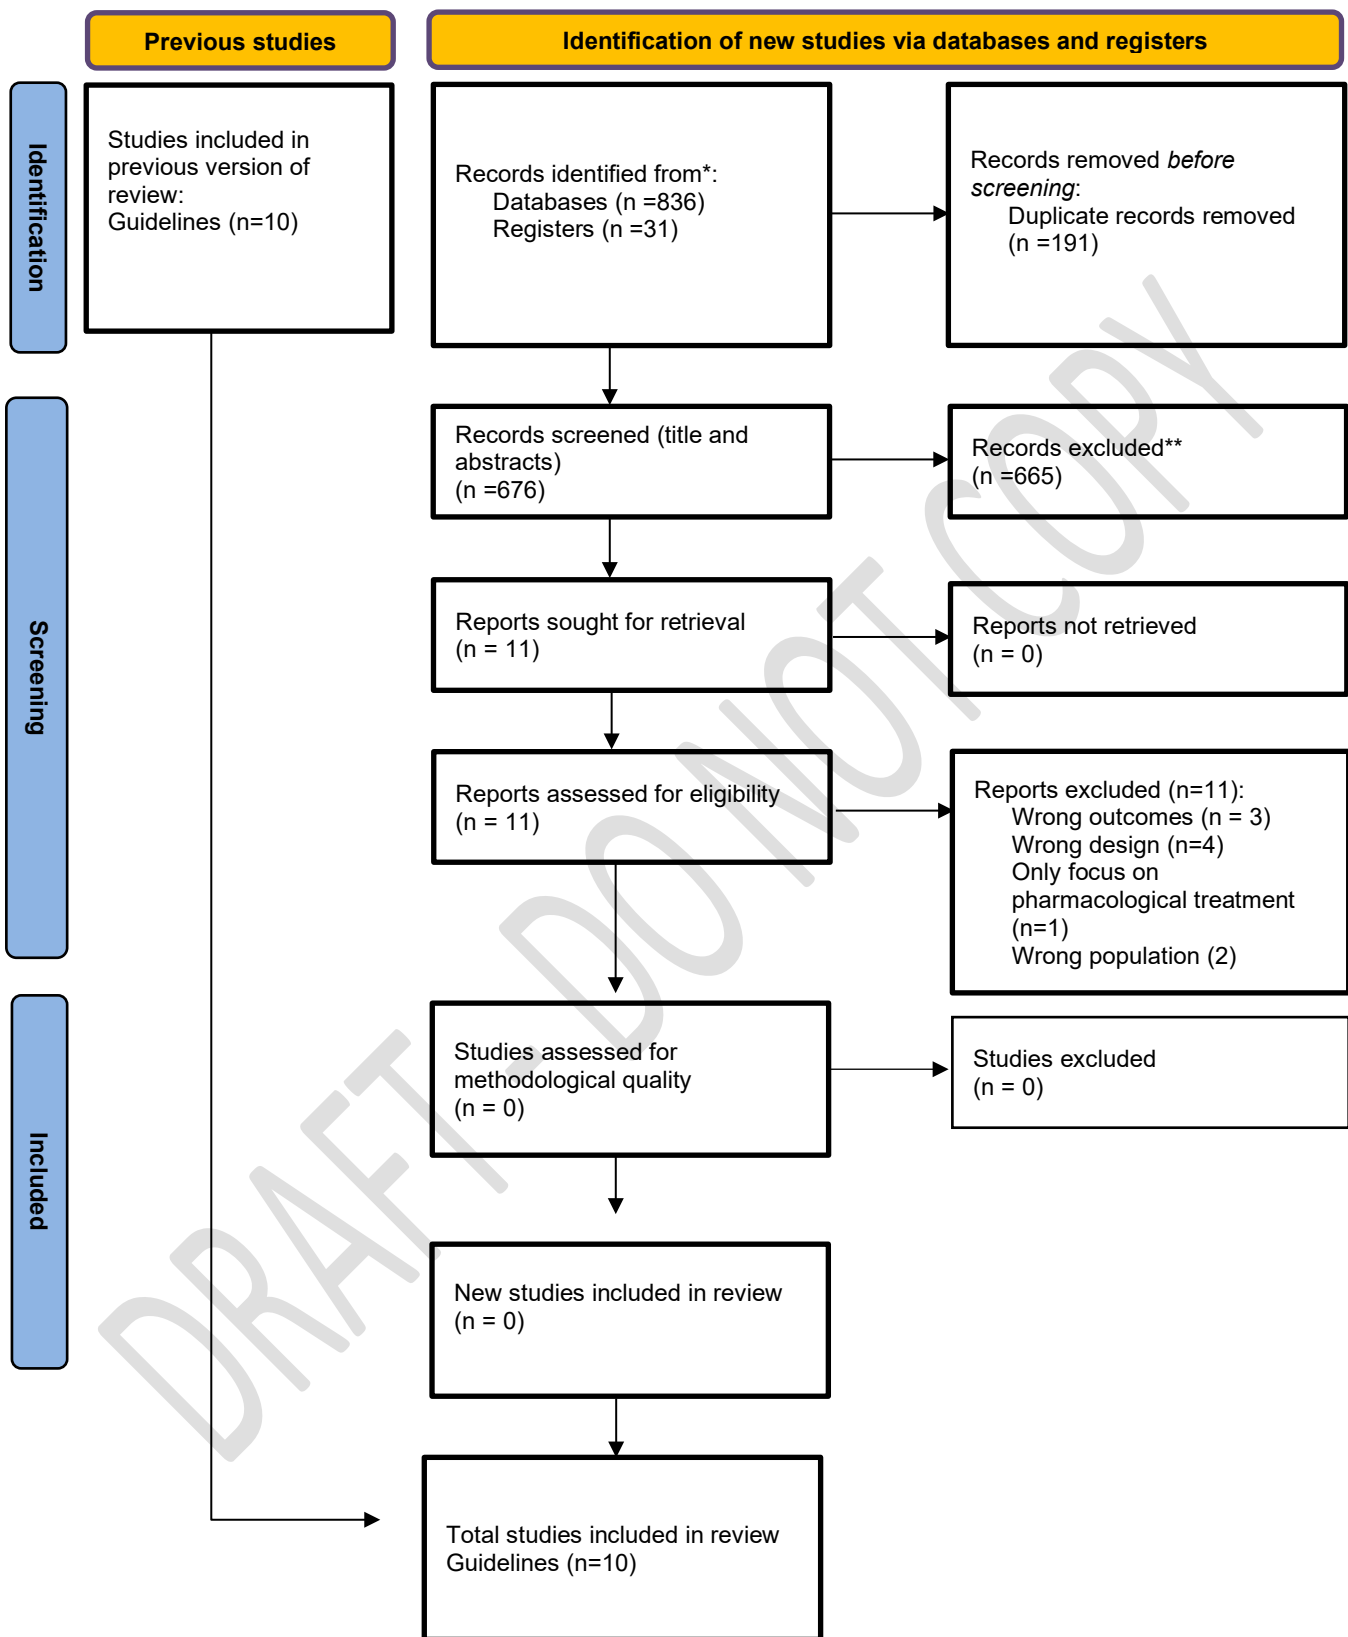 Previous studies
Identification of new studies via databases and registers
Identification
Studies included in
previous version of
review:
Guidelines (n=10)
Records identified from*:
Databases (n =836)
Registers (n =31)
Records removed before
screening:
Duplicate records removed
(n =191)
Screening
Records screened (title and
abstracts)
(n =676)
Records excluded**
(n =665)
Reports sought for retrieval
(n = 11)
Reports not retrieved
(n = 0)
Reports assessed for eligibility
(n = 11)
Reports excluded (n=11):
Wrong outcomes (n = 3)
Wrong design (n=4)
Only focus on
pharmacological treatment
(n=1)
Wrong population (2)
Included
Studies assessed for
methodological quality
(n = 0)
Studies excluded
(n = 0)
New studies included in review
(n = 0)
Total studies included in review
Guidelines (n=10)
DRAFT - DO NOT COPY